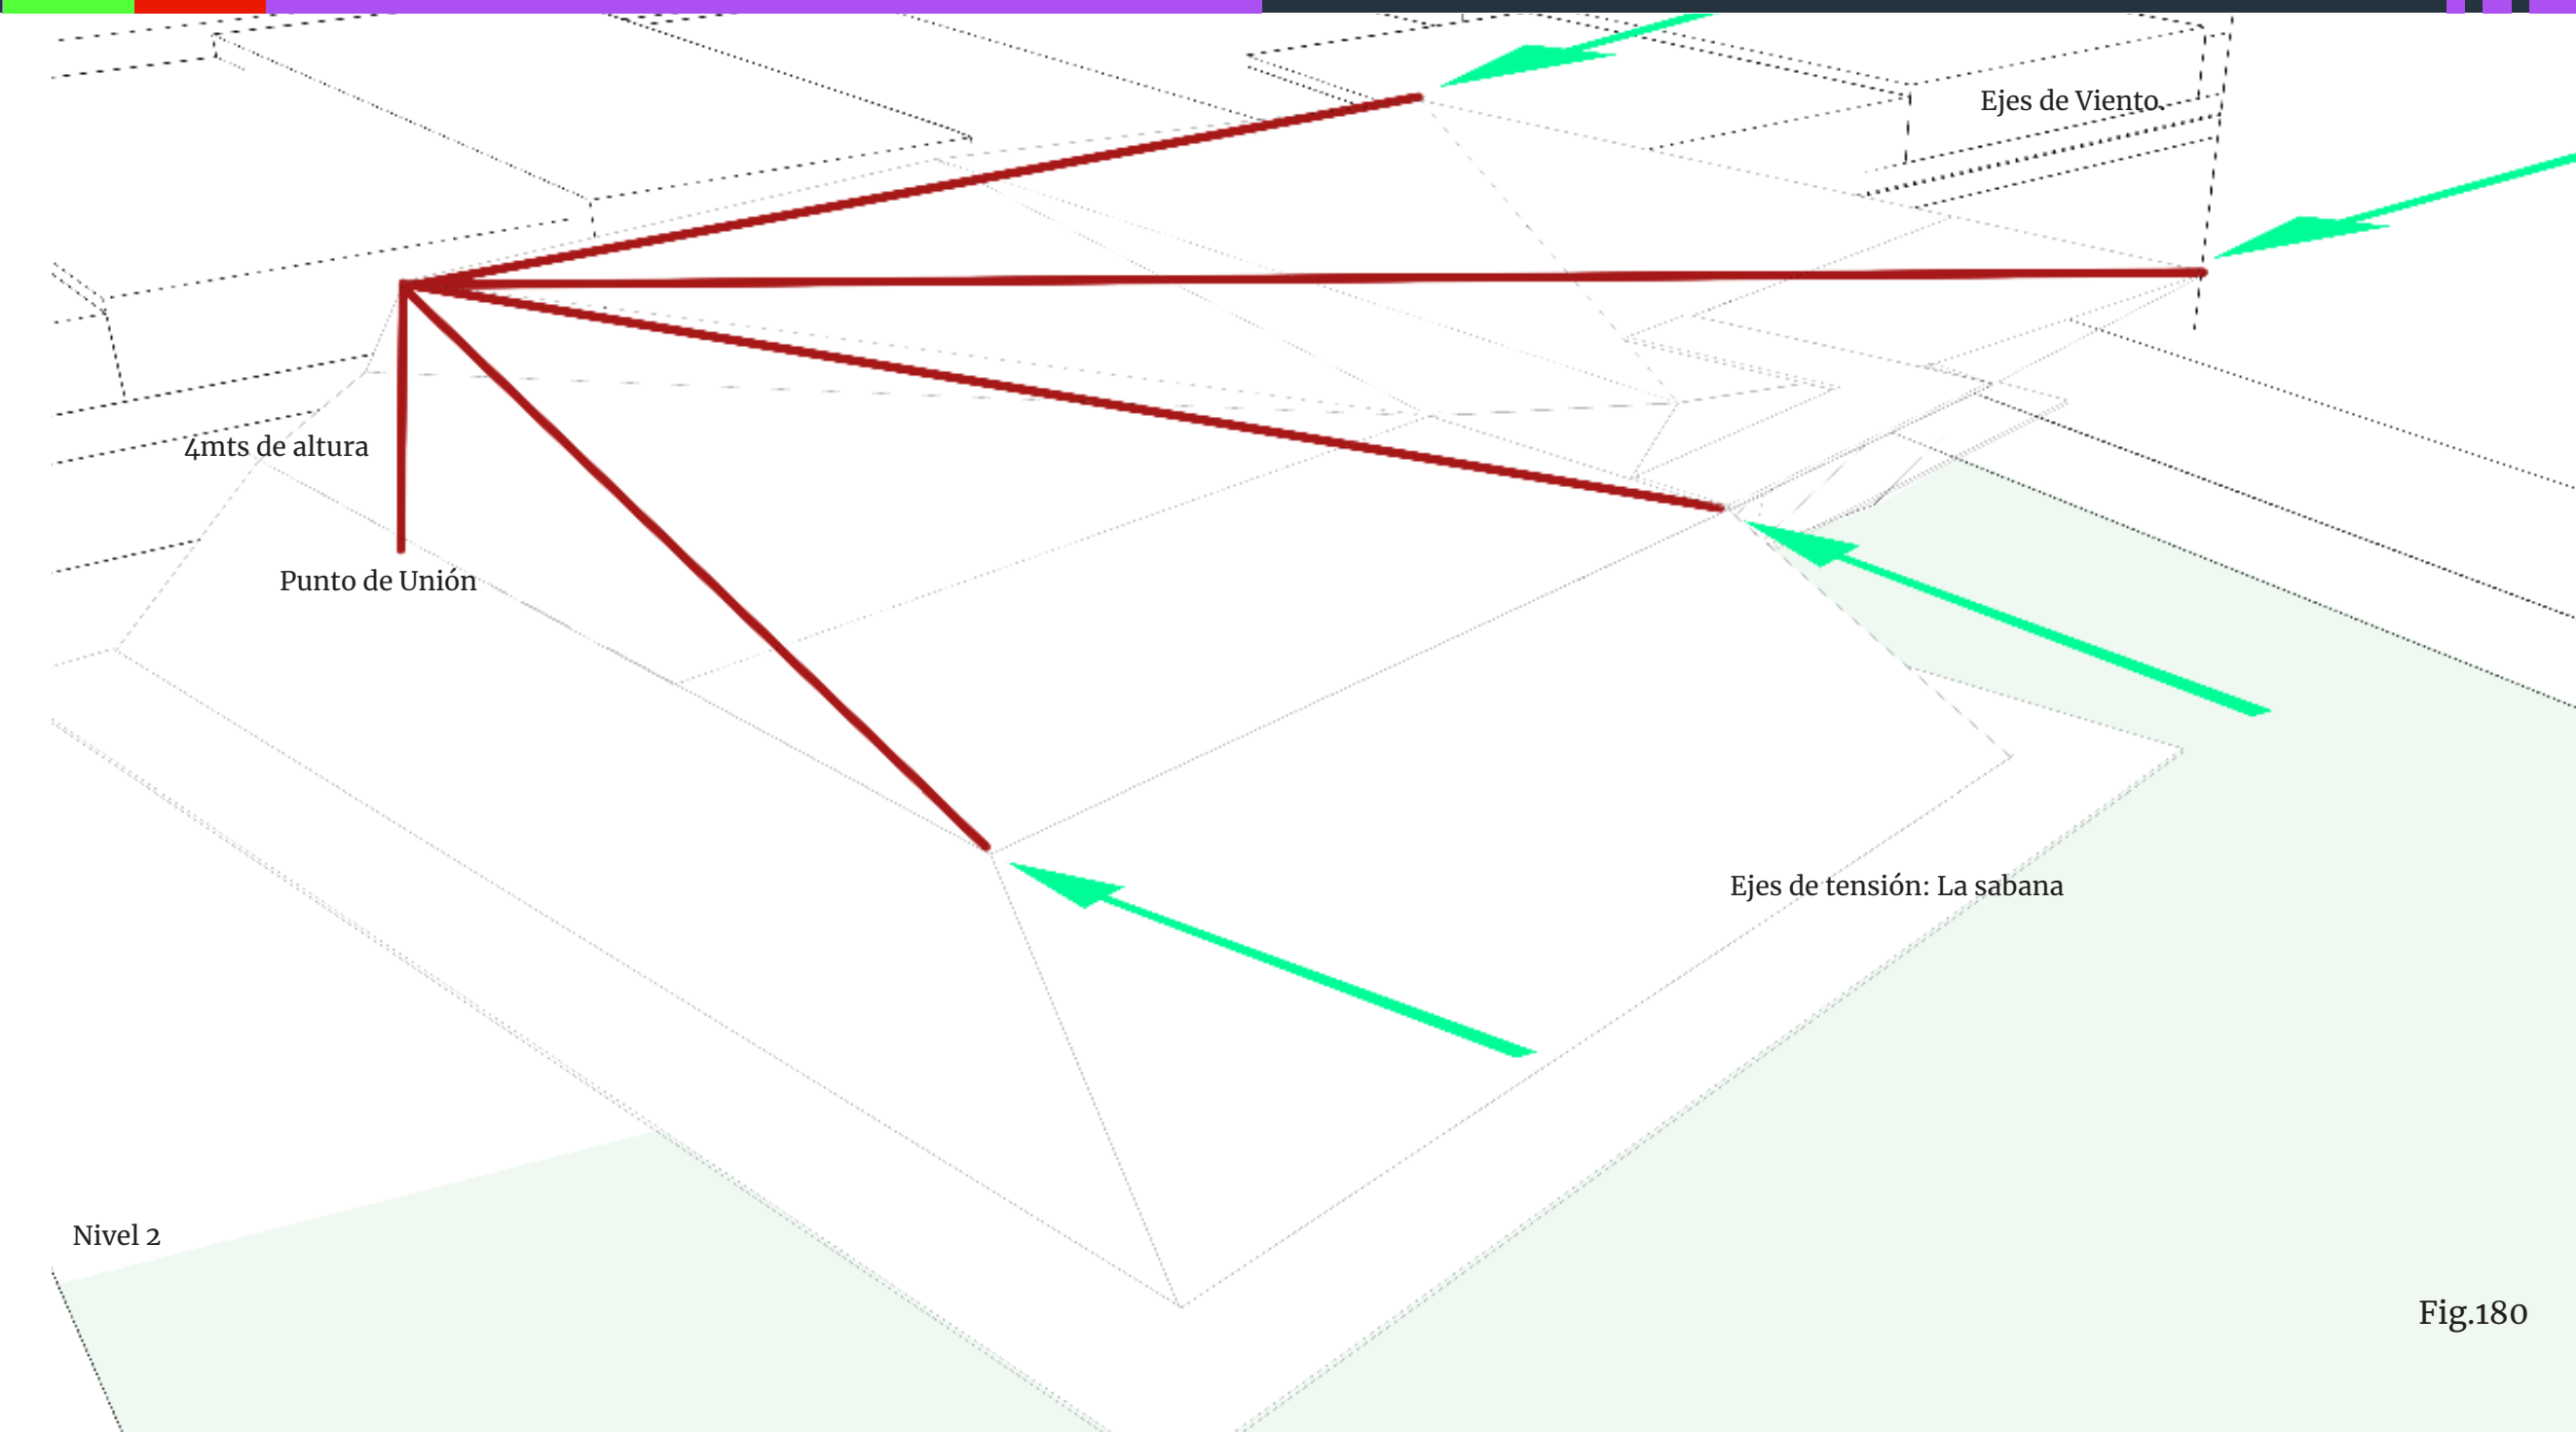 Ejes de Viento.
4mts de altura
Punto de Unión
Ejes de tensión: La sabana
Nivel 2
Fig.180